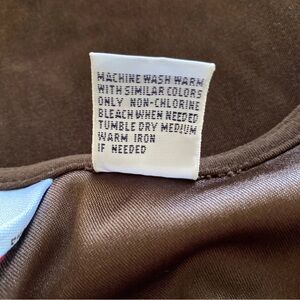 MACHINE WASH WARM
WITH SIMILAR COLORS
ONLY NON-CHLORINE
BLEACH WHEN NEEDED
TUMBLE DRY MEDIUM
WARM IRON
IF NEEDED